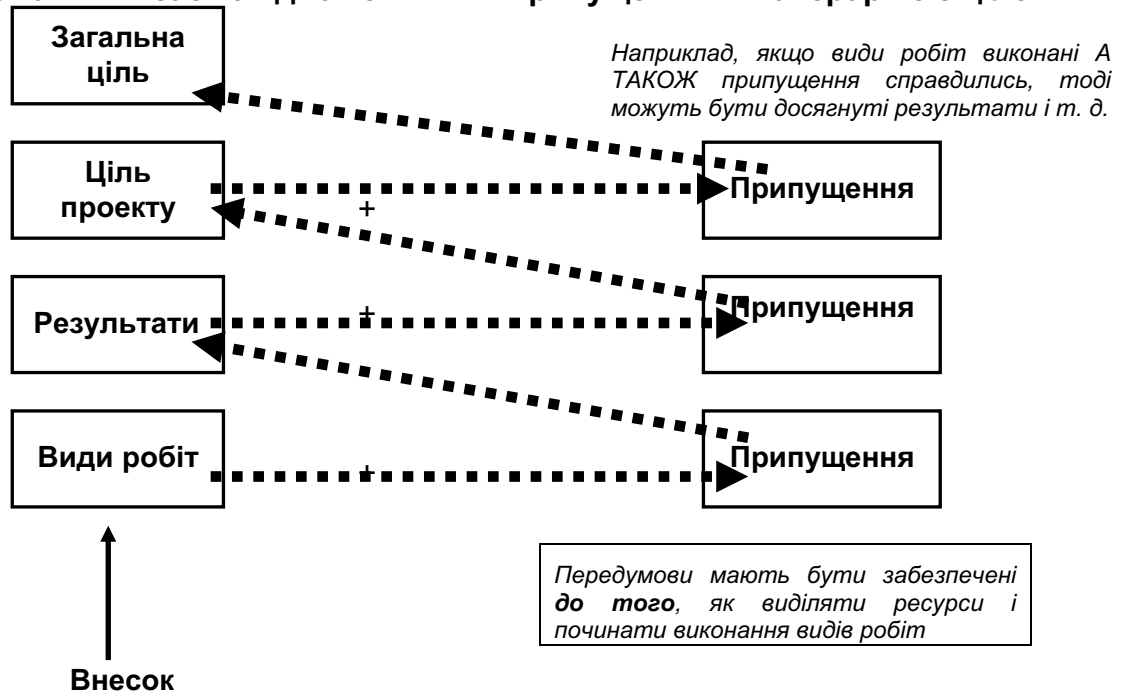 Загальна
ціль
Наприклад, якщо види робіт виконані А
ТАКОЖ припущення справдились, тоді
можуть бути досягнуті результати і т. д.
Ціль
проекту
+
Припущення
Результати
+
Припущення
Види робіт
+
Припущення
Передумови мають бути забезпечені
до того, як виділяти ресурси і
починати виконання видів робіт
Внесок